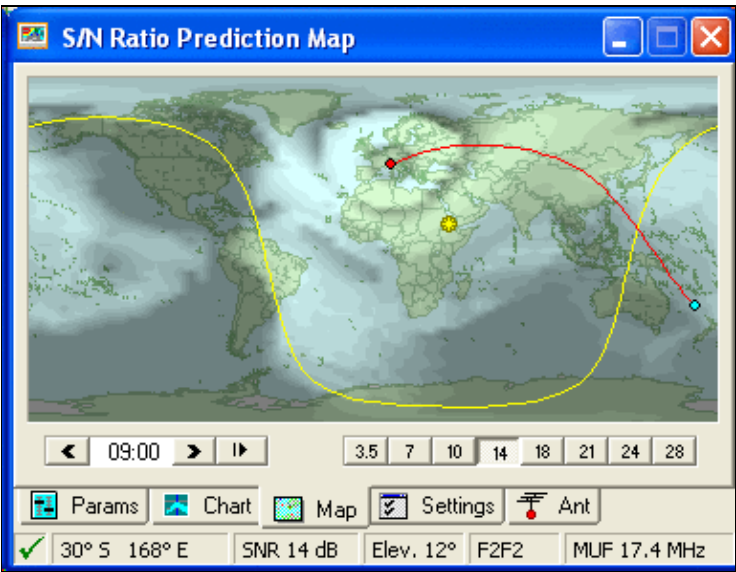 S/N Ratio Prediction Map
09:00 3.5 7 10 14 18 21 24 28
Params Chart Map Settings Ant
30° S 168° E SNR 14 dB Elev. 12° F2F2 MUF 17.4 MHz